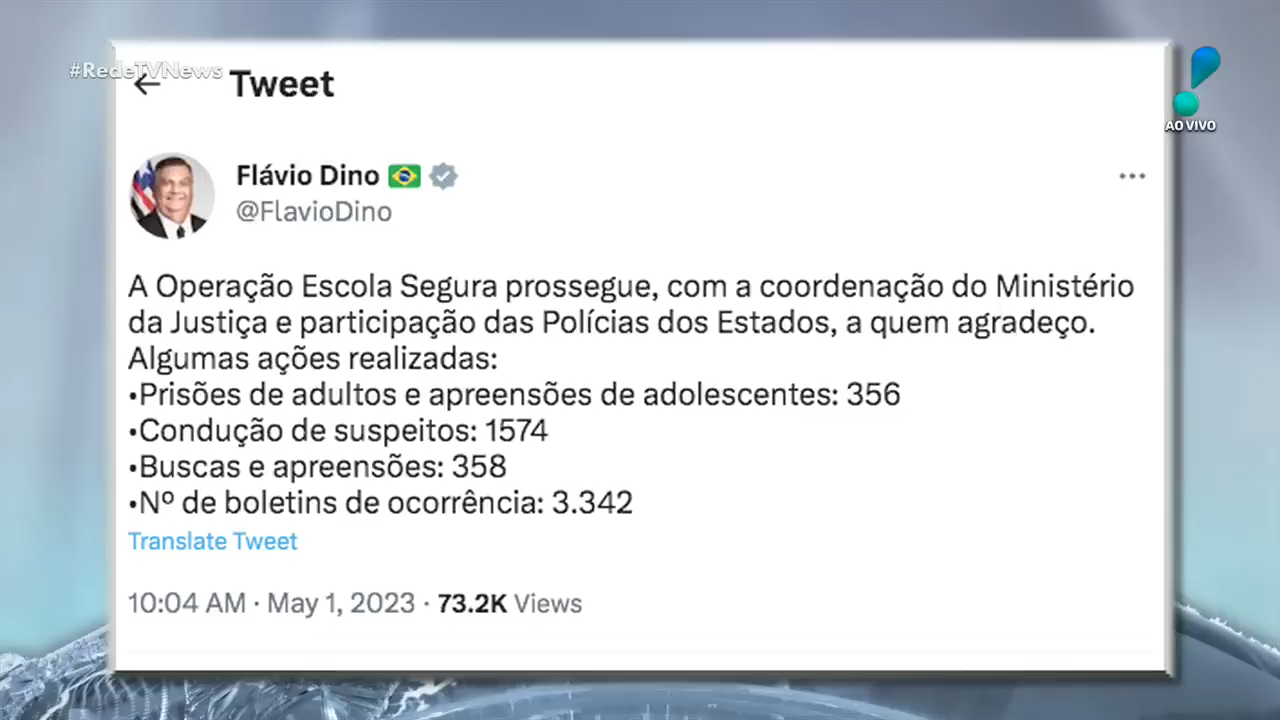 #RedeTVNews
Tweet
AO VIVO
Flávio Dino
@FlavioDino
A Operação Escola Segura prossegue, com a coordenação do Ministério
da Justiça e participação das Polícias dos Estados, a quem agradeço.
Algumas ações realizadas:
•Prisões de adultos e apreensões de adolescentes: 356
•Condução de suspeitos: 1574
•Buscas e apreensões: 358
•Nº de boletins de ocorrência: 3.342
Translate Tweet
10:04 AM · May 1, 2023 · 73.2K Views